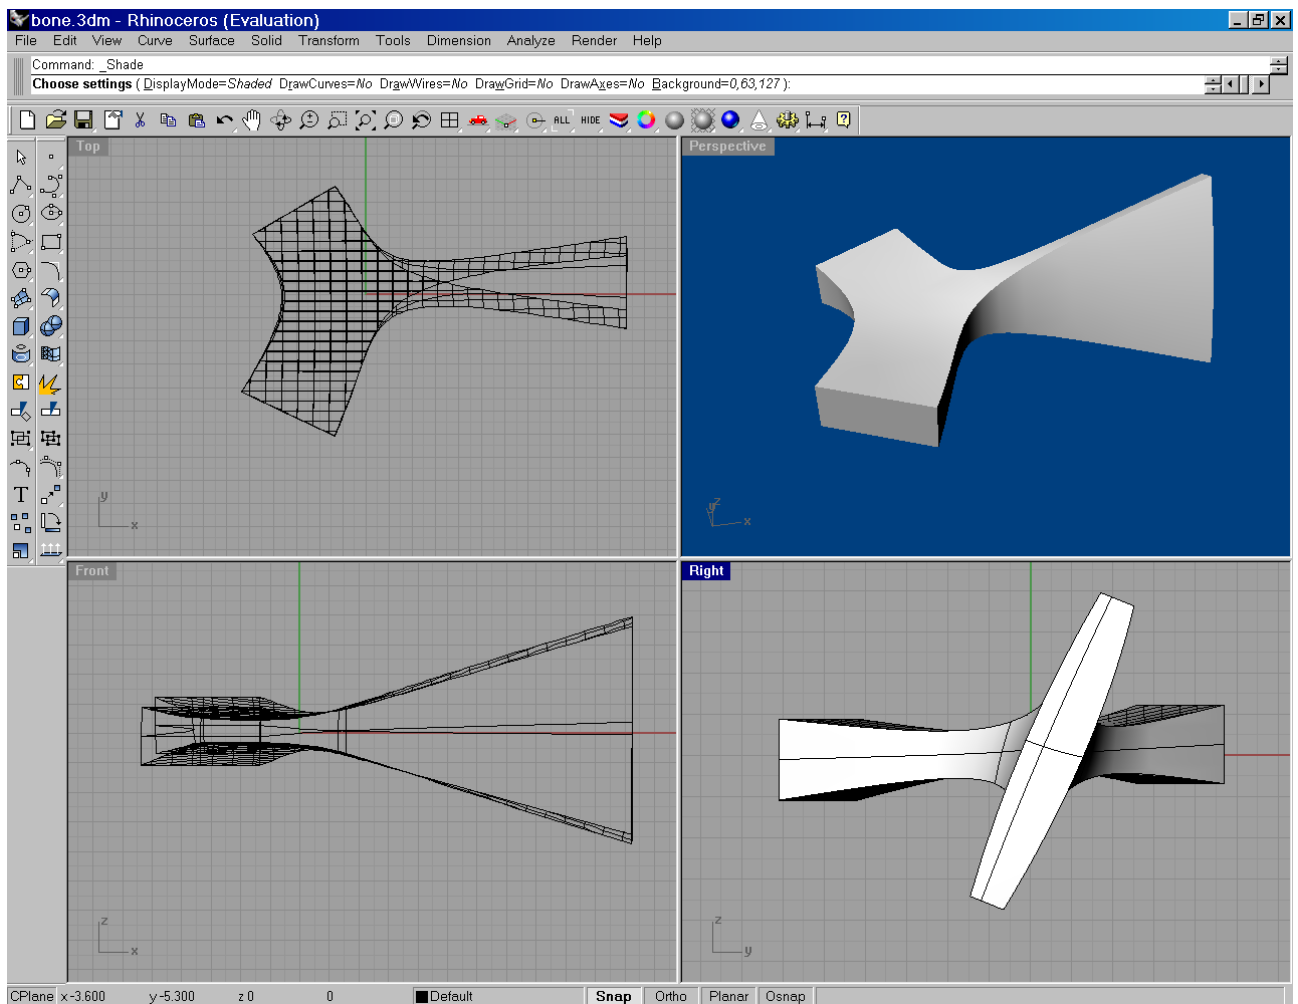 bone.3dm - Rhinoceros (Evaluation)
File Edit View Curve Surface Solid Transform Tools Dimension Analyze Render Help
Command: _Shade
Choose settings ( DisplayMode=Shaded DrawCurves=No DrawWires=No DrawGrid=No DrawAxes=No Background=0,63,127 ):
ALL HIDE
Top
Perspective
T
y
x
z
y
x
Front
Right
z
x
z
y
CPlane x -3.600 y -5.300 z 0 0 Default Snap Ortho Planar Osnap